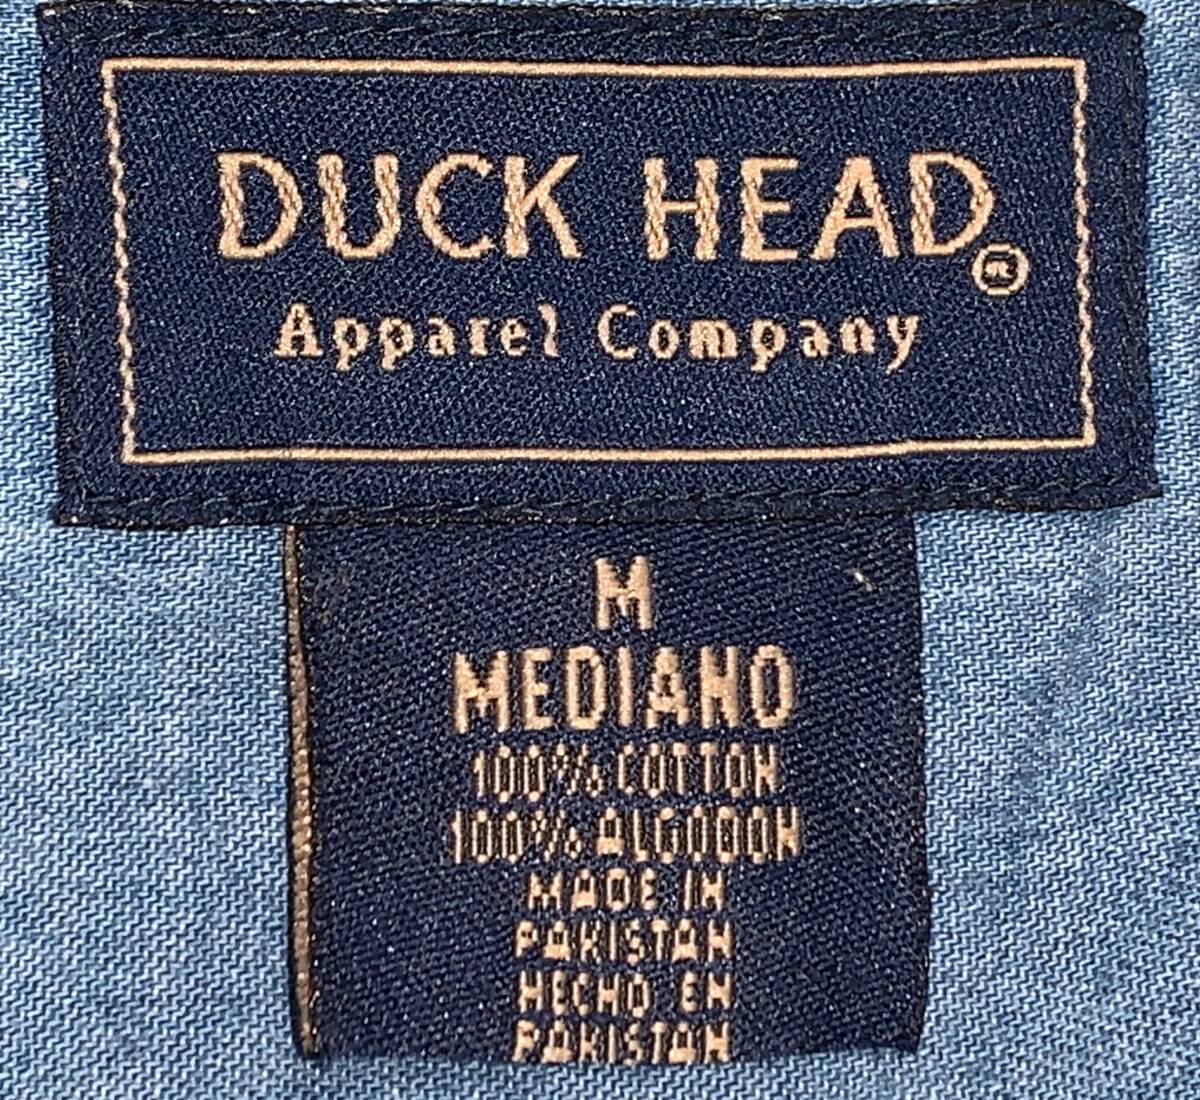 DUCK HEAD®
Apparel Company
M
MEDIANO
100% COTTON
100% ALGODON
MADE IN
PAKISTAN
HECHO EN
PAKISTAN